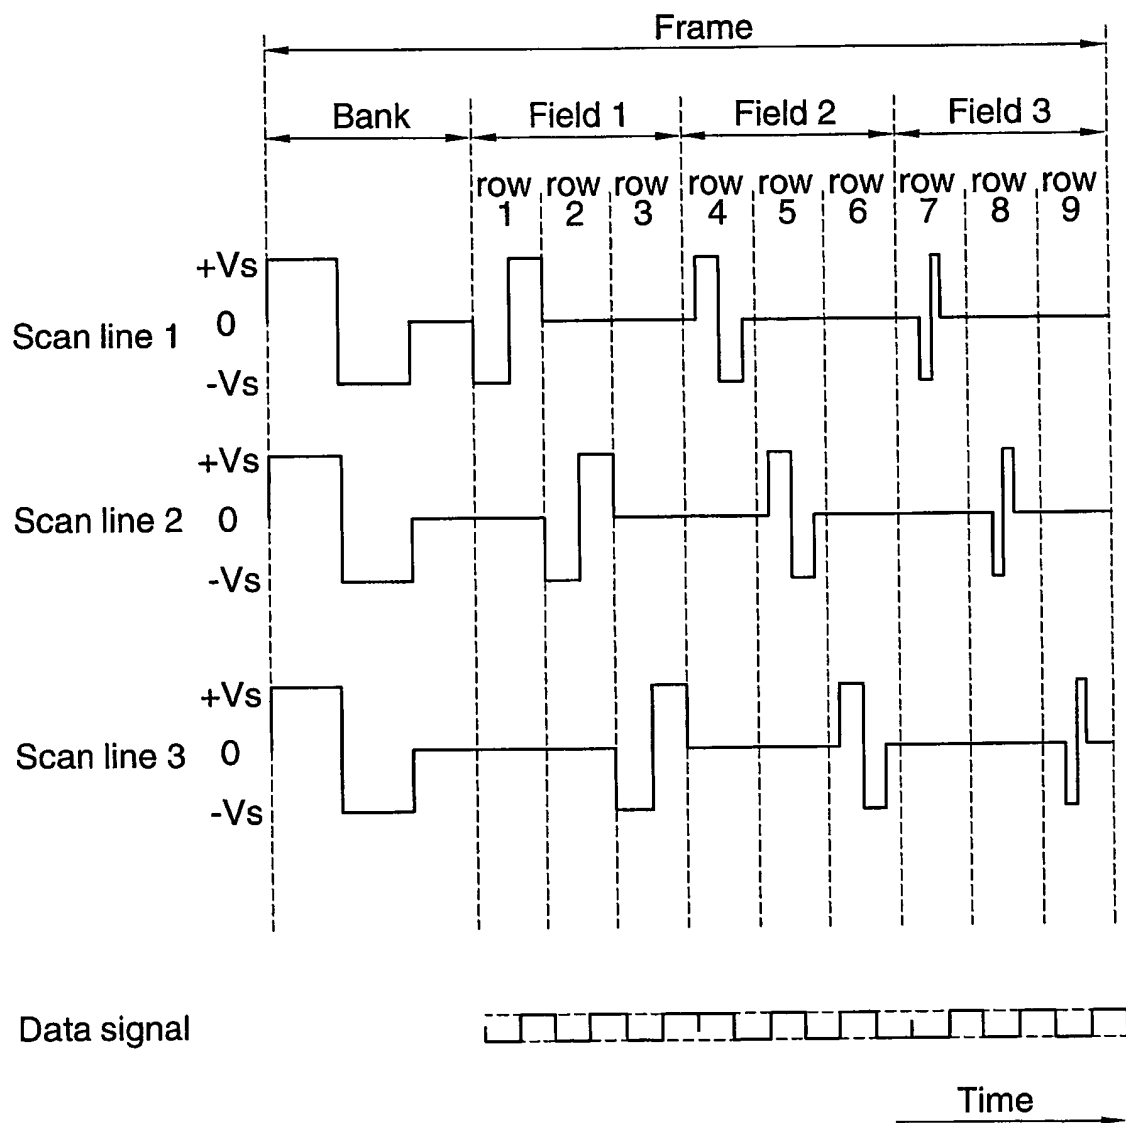 Frame
Bank Field 1 Field 2 Field 3
row row row row row row row row row
1 2 3 4 5 6 7 8 9
+Vs
Scan line 1 0
-Vs
+Vs
Scan line 2 0
-Vs
+Vs
Scan line 3 0
-Vs
Data signal
Time